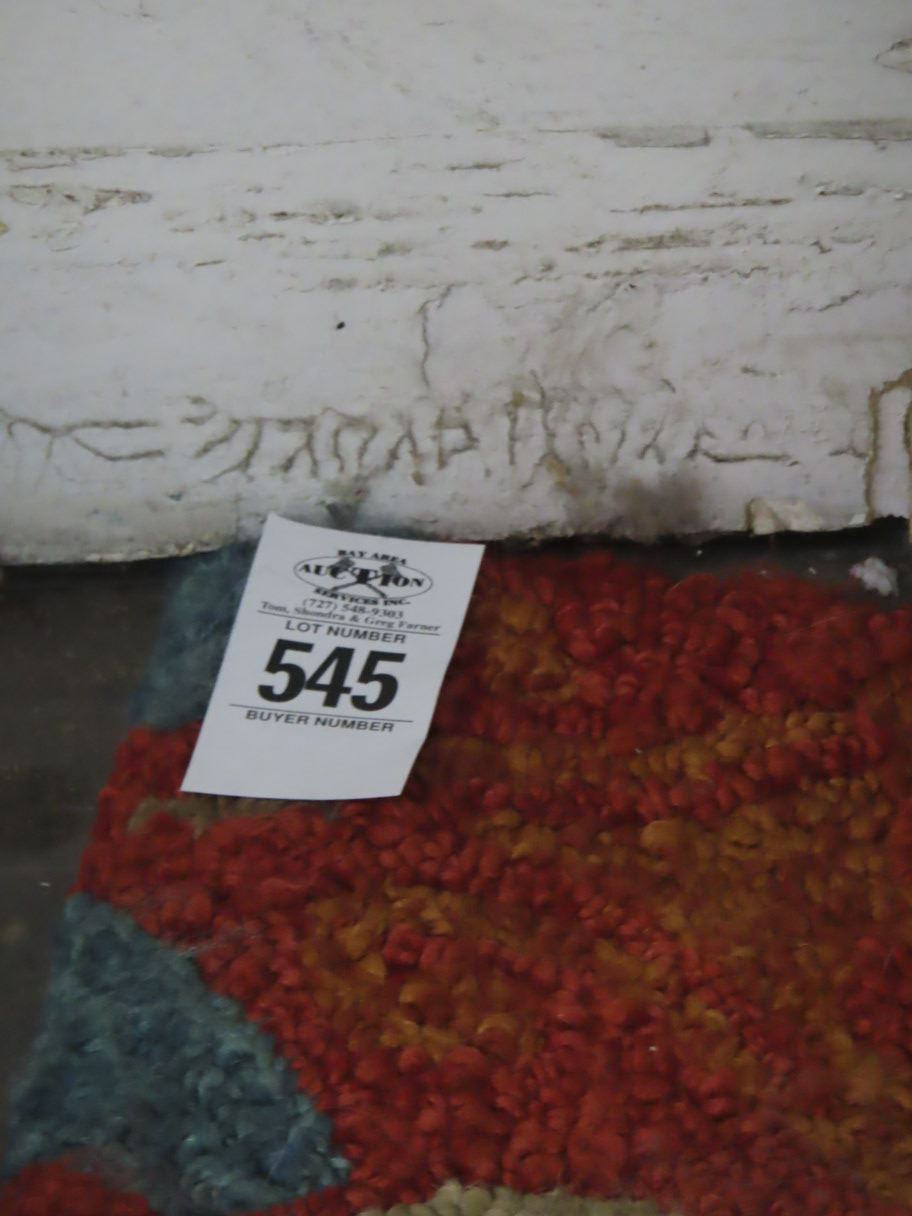 BAY AREA
AUCTION
SERVICES INC.
(727) 548-9303
Tom, Shondra & Greg Farner
LOT NUMBER
545
BUYER NUMBER